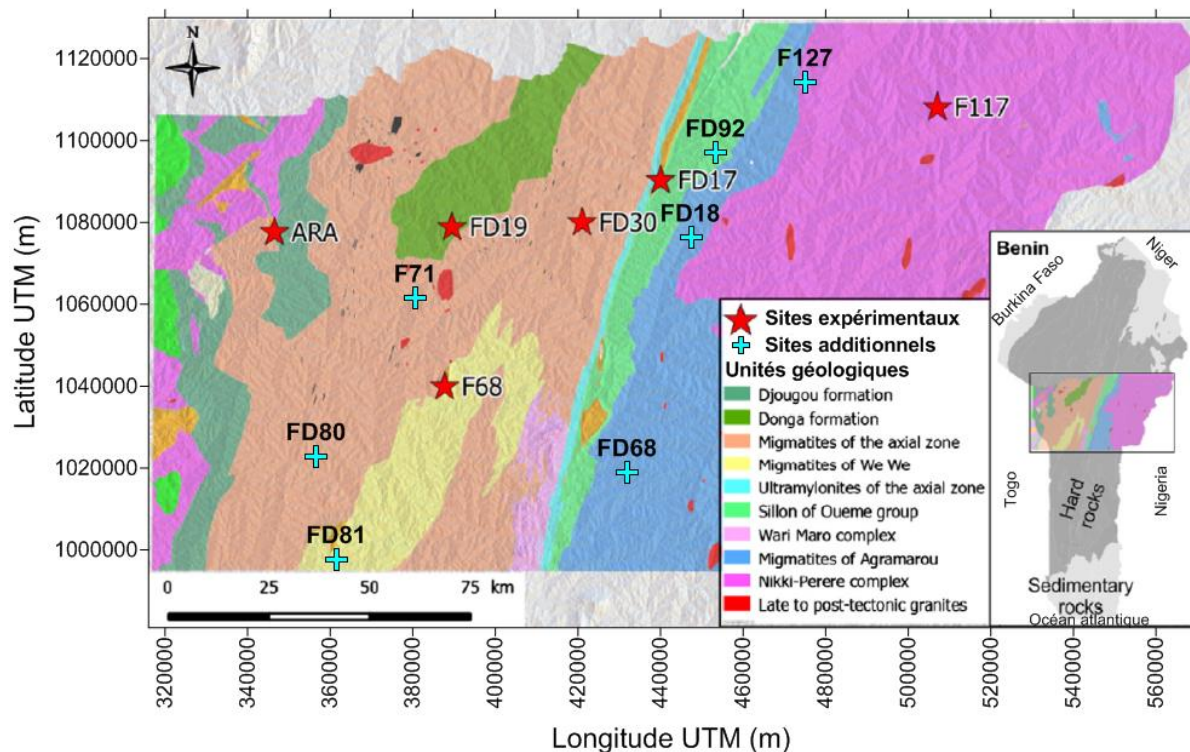 N
1120000
1100000
1080000
1060000
1040000
1020000
1000000
Latitude UTM (m)
F127
F117
FD92
FD17
FD18
ARA
FD19
FD30
F71
F68
FD80
FD68
FD81
0 25 50 75 km
Sites expérimentaux
Sites additionnels
Unités géologiques
Djougou formation
Donga formation
Migmatites of the axial zone
Migmatites of We We
Ultramylonites of the axial zone
Sillon of Oueme group
Wari Maro complex
Migmatites of Agramarou
Nikki-Perere complex
Late to post-tectonic granites
Benin
Niger
Burkina Faso
Togo
Nigeria
Hard
rocks
Sedimentary
rocks
Océan atlantique
320000
340000
360000
380000
400000
420000
440000
460000
480000
500000
520000
540000
560000
Longitude UTM (m)